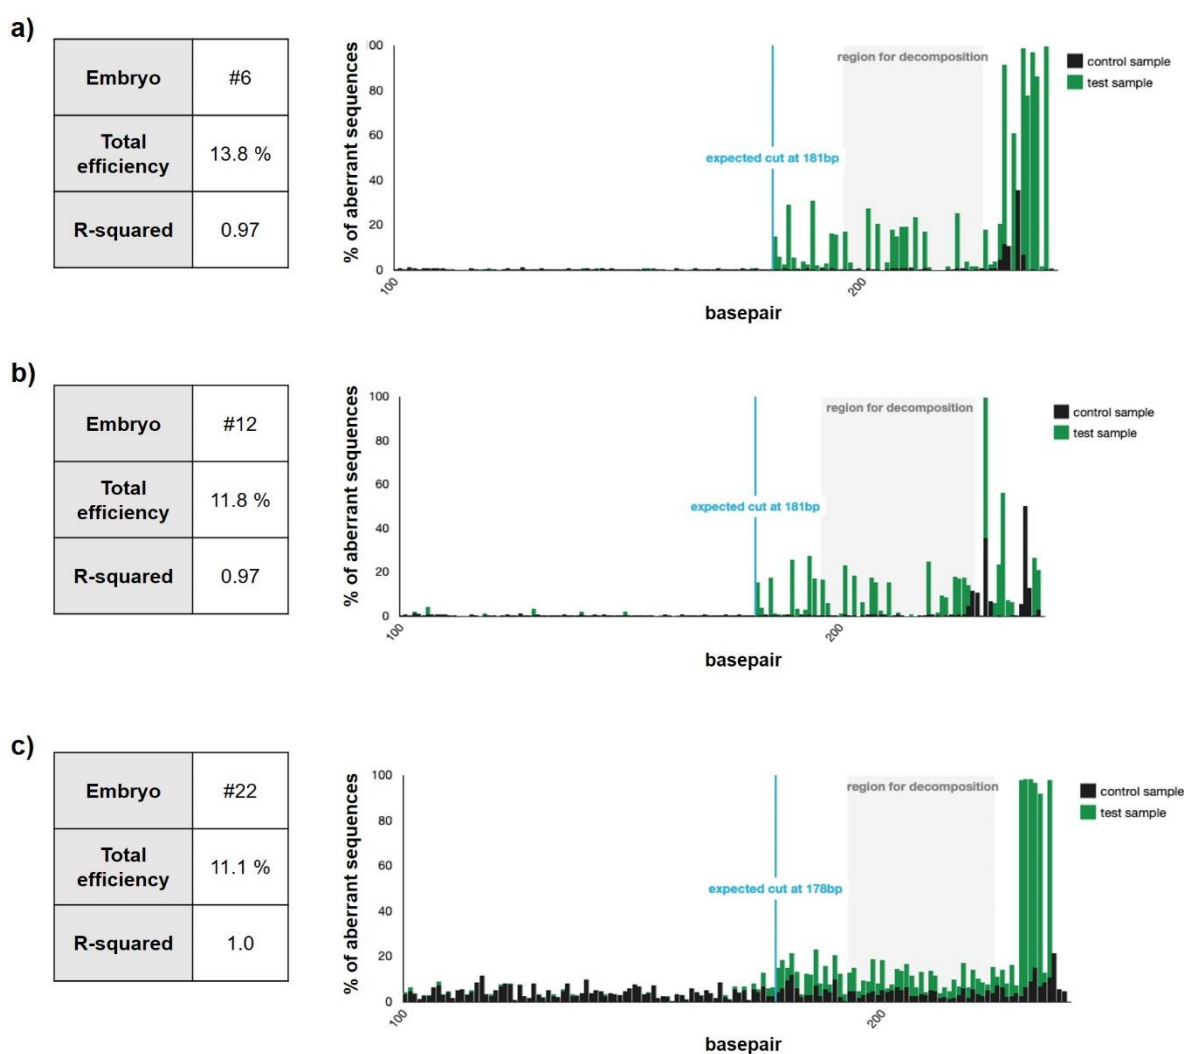 a)
Embryo #6
Total efficiency 13.8 %
R-squared 0.97
% of aberrant sequences
100
80
60
40
20
0
region for decomposition
expected cut at 181bp
control sample
test sample
100 200
basepair
b)
Embryo #12
Total efficiency 11.8 %
R-squared 0.97
% of aberrant sequences
100
80
60
40
20
0
region for decomposition
expected cut at 181bp
control sample
test sample
100 200
basepair
c)
Embryo #22
Total efficiency 11.1 %
R-squared 1.0
% of aberrant sequences
100
80
60
40
20
0
region for decomposition
expected cut at 178bp
control sample
test sample
100 200
basepair